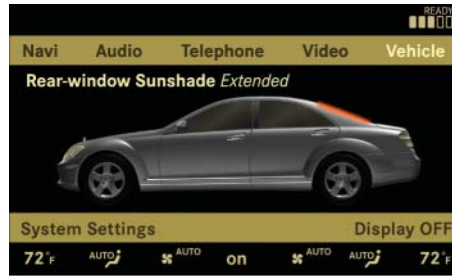 READY
Navi Audio Telephone Video Vehicle
Rear-window Sunshade Extended
System Settings Display OFF
72°F AUTO AUTO on AUTO AUTO 72°F